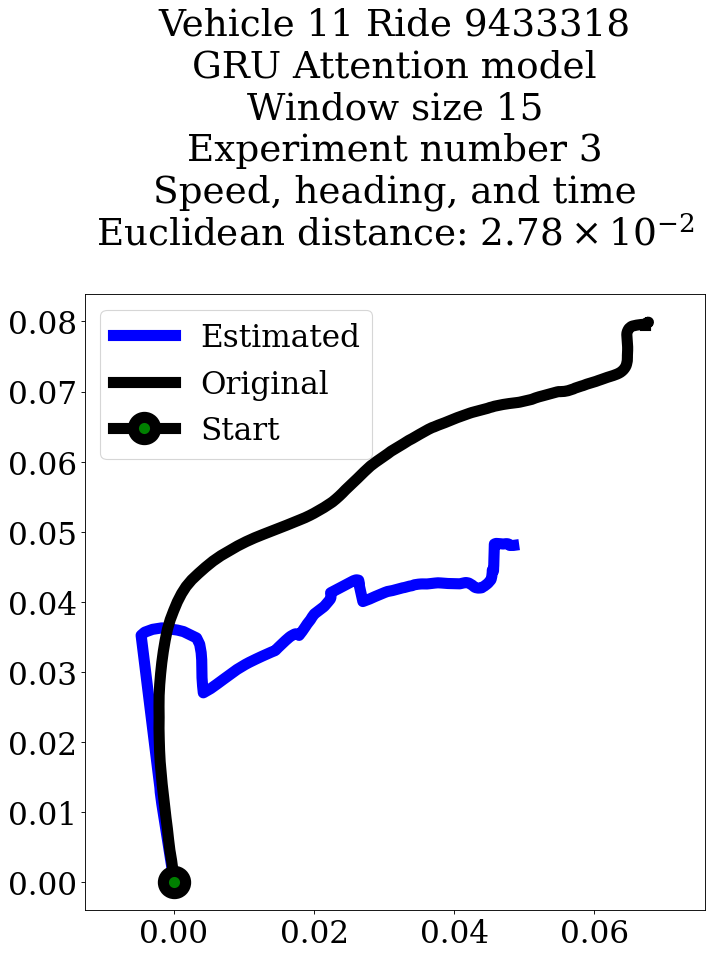 Vehicle 11 Ride 9433318
GRU Attention model
Window size 15
Experiment number 3
Speed, heading, and time
Euclidean distance: 2.78 × 10⁻²
Estimated
Original
Start
0.08
0.07
0.06
0.05
0.04
0.03
0.02
0.01
0.00
0.00 0.02 0.04 0.06